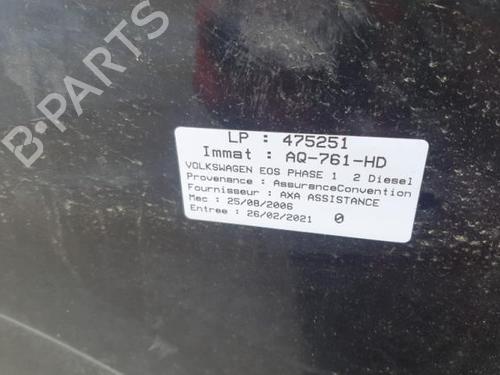 B-PARTS
LP : 475251
Immat : AQ-761-HD
VOLKSWAGEN EOS PHASE 1 2 Diesel
Provenance : AssuranceConvention
Fournisseur : AXA ASSISTANCE
Mec : 25/08/2006
Entree : 26/02/2021 0